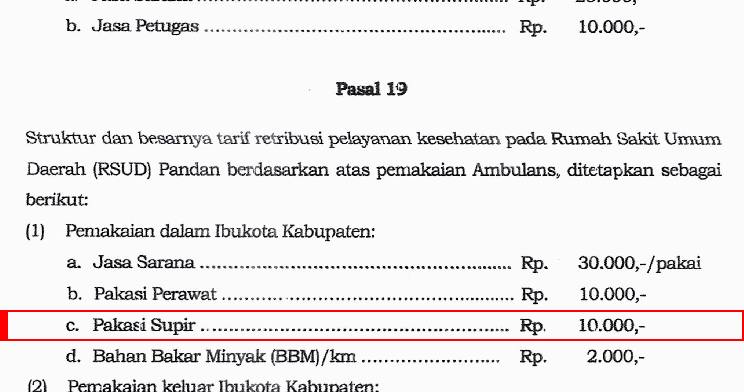 b. Jasa Petugas ........................................................ Rp. 10.000,-
Pasal 19
Struktur dan besarnya tarif retribusi pelayanan kesehatan pada Rumah Sakit Umum
Daerah (RSUD) Pandan berdasarkan atas pemakaian Ambulans, ditetapkan sebagai
berikut:
(1) Pemakaian dalam Ibukota Kabupaten:
a. Jasa Sarana ........................................................ Rp. 30.000,-/pakai
b. Pakasi Perawat .................................................... Rp. 10.000,-
c. Pakasi Supir ........................................................ Rp. 10.000,-
d. Bahan Bakar Minyak (BBM)/km ......................... Rp. 2.000,-
(2) Pemakaian keluar Ibukota Kabupaten: